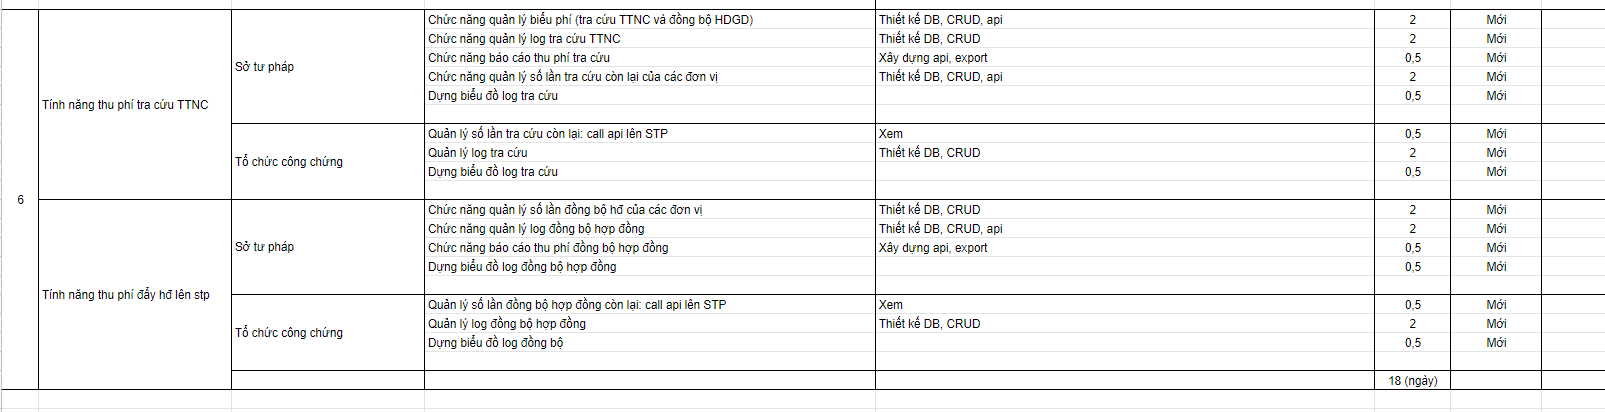 Chức năng quản lý biểu phí (tra cứu TTNC và đồng bộ HDGD) Thiết kế DB, CRUD, api 2 Mới
Chức năng quản lý log tra cứu TTNC Thiết kế DB, CRUD 2 Mới
Chức năng báo cáo thu phí tra cứu Xây dựng api, export 0,5 Mới
Sở tư pháp
Chức năng quản lý số lần tra cứu còn lại của các đơn vị Thiết kế DB, CRUD, api 2 Mới
Dựng biểu đồ log tra cứu 0,5 Mới
Tính năng thu phí tra cứu TTNC
Quản lý số lần tra cứu còn lại: call api lên STP Xem 0,5 Mới
Quản lý log tra cứu Thiết kế DB, CRUD 2 Mới
Tổ chức công chứng
Dựng biểu đồ log tra cứu 0,5 Mới
6
Chức năng quản lý số lần đồng bộ hđ của các đơn vị Thiết kế DB, CRUD 2 Mới
Chức năng quản lý log đồng bộ hợp đồng Thiết kế DB, CRUD, api 2 Mới
Sở tư pháp
Chức năng báo cáo thu phí đồng bộ hợp đồng Xây dựng api, export 0,5 Mới
Dựng biểu đồ log đồng bộ hợp đồng 0,5 Mới
Tính năng thu phí đẩy hđ lên stp
Quản lý số lần đồng bộ hợp đồng còn lại: call api lên STP Xem 0,5 Mới
Quản lý log đồng bộ hợp đồng Thiết kế DB, CRUD 2 Mới
Tổ chức công chứng
Dựng biểu đồ log đồng bộ 0,5 Mới
18 (ngày)